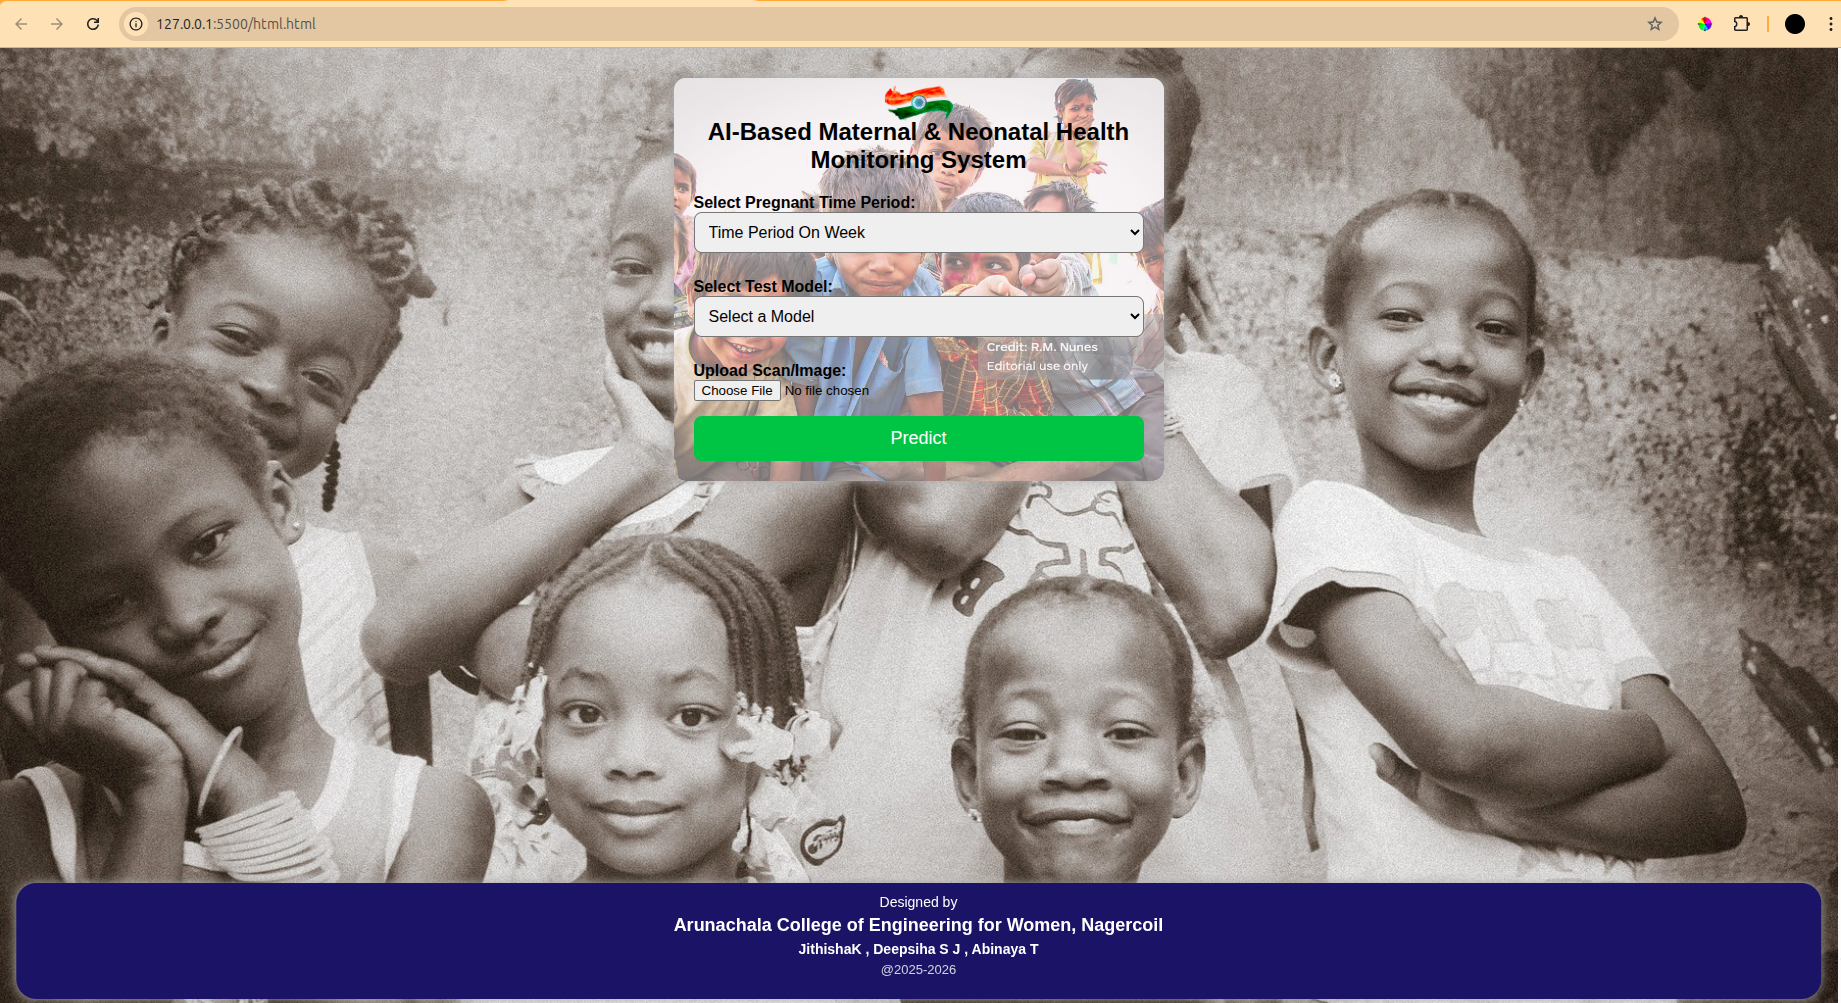 127.0.0.1:5500/html.html
AI-Based Maternal & Neonatal Health
Monitoring System
Select Pregnant Time Period:
Time Period On Week
Select Test Model:
Select a Model
Credit: R.M. Nunes
Editorial use only
Upload Scan/Image:
Choose File No file chosen
Predict
Designed by
Arunachala College of Engineering for Women, Nagercoil
JithishaK , Deepsiha S J , Abinaya T
@2025-2026